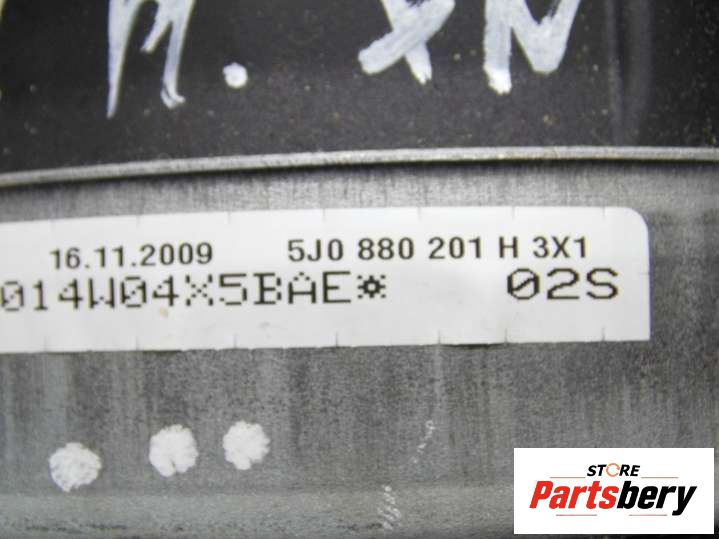 16.11.2009 5J0 880 201 H 3X1
014W04X5BAE* 02S
STORE
Partsbery